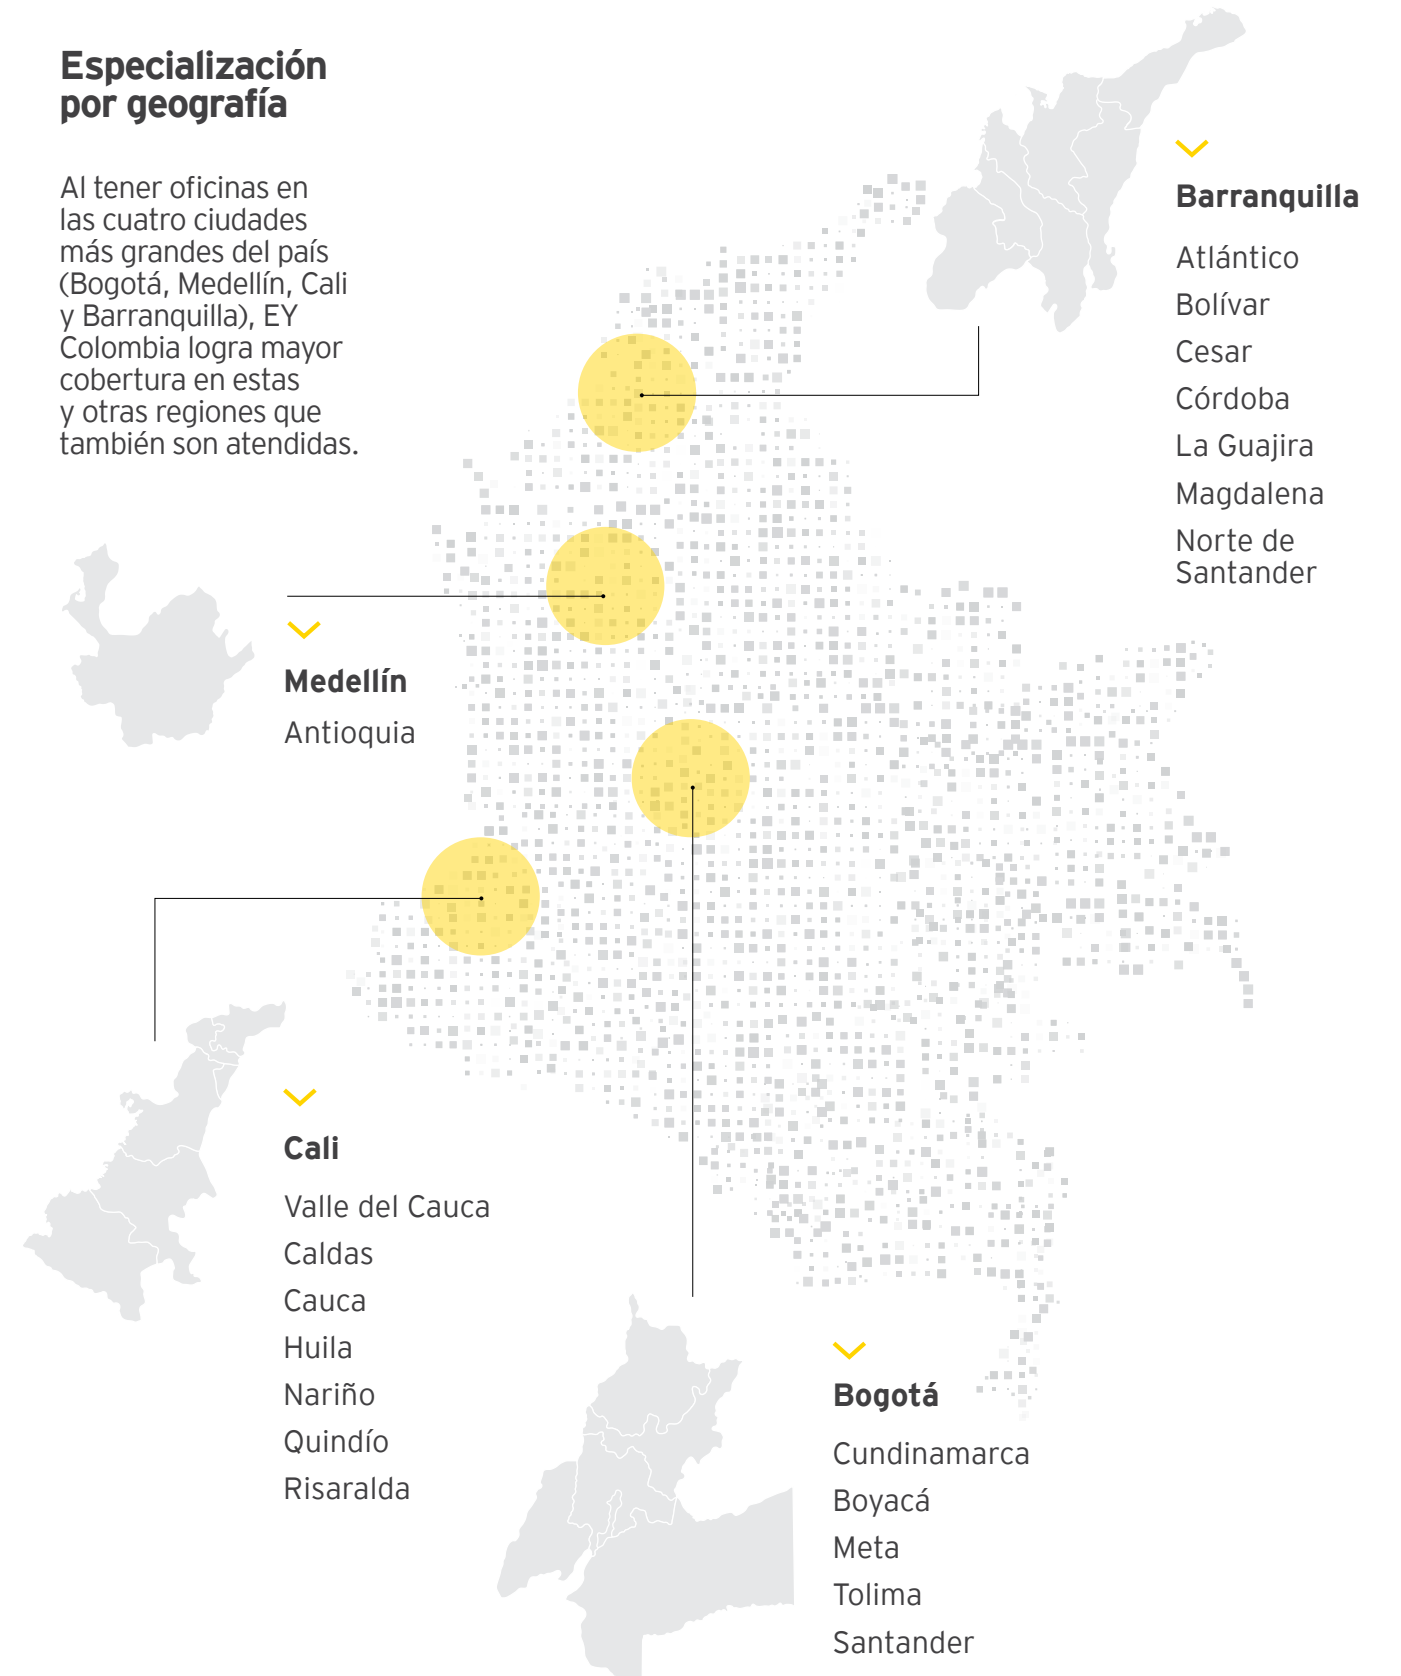 Especialización
por geografía
Al tener oficinas en
las cuatro ciudades
más grandes del país
(Bogotá, Medellín, Cali
y Barranquilla), EY
Colombia logra mayor
cobertura en estas
y otras regiones que
también son atendidas.
Barranquilla
Atlántico
Bolívar
Cesar
Córdoba
La Guajira
Magdalena
Norte de
Santander
Medellín
Antioquia
Cali
Valle del Cauca
Caldas
Cauca
Huila
Nariño
Quindío
Risaralda
Bogotá
Cundinamarca
Boyacá
Meta
Tolima
Santander